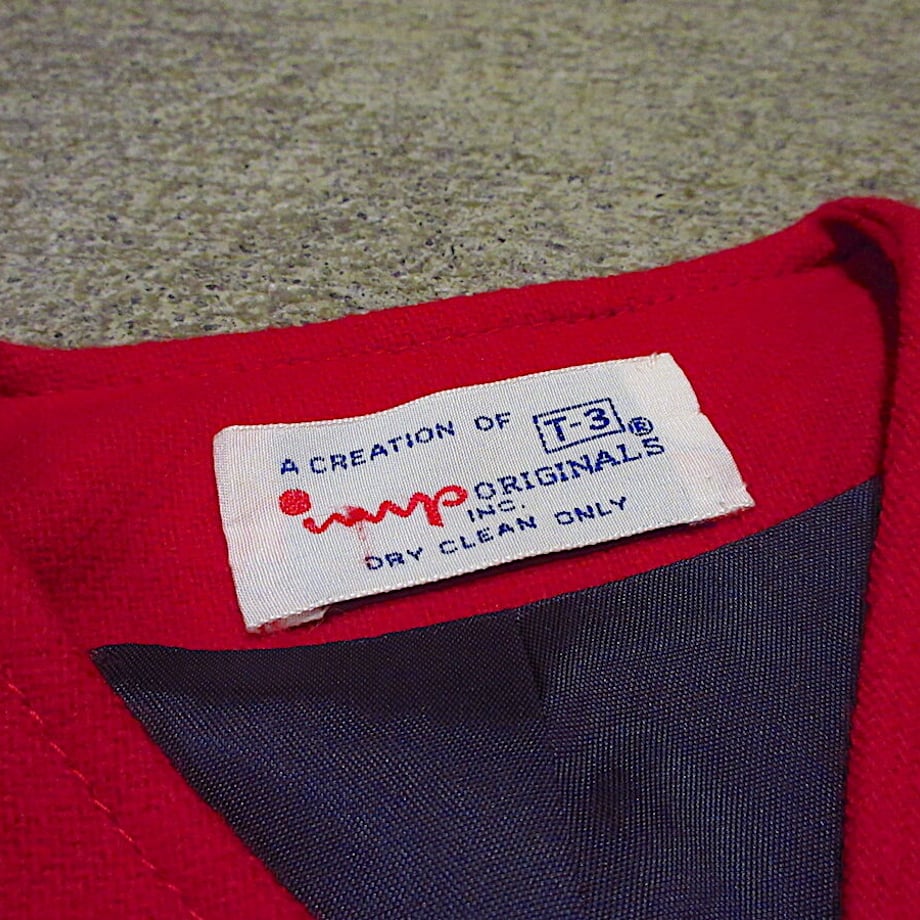 A CREATION OF T-3®
imp ORIGINALS
INC.
DRY CLEAN ONLY